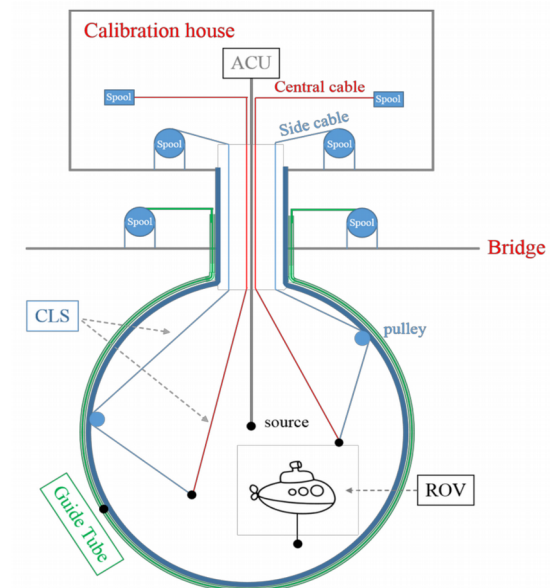 Calibration house
ACU
Central cable
Spool
Spool
Side cable
Spool
Spool
Spool
Spool
Bridge
CLS
pulley
source
ROV
Guide Tube